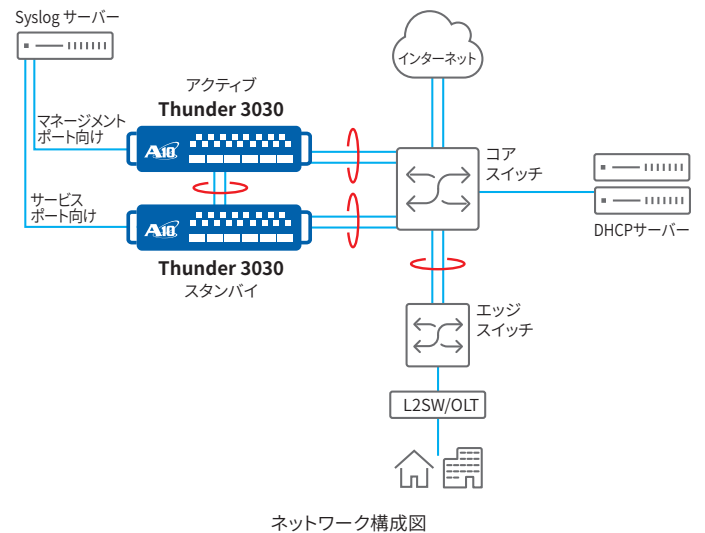 Syslog サーバー
インターネット
アクティブ
Thunder 3030
マネージメント
ポート向け
A10
コア
スイッチ
サービス
ポート向け
A10
DHCPサーバー
Thunder 3030
スタンバイ
エッジ
スイッチ
L2SW/OLT
ネットワーク構成図